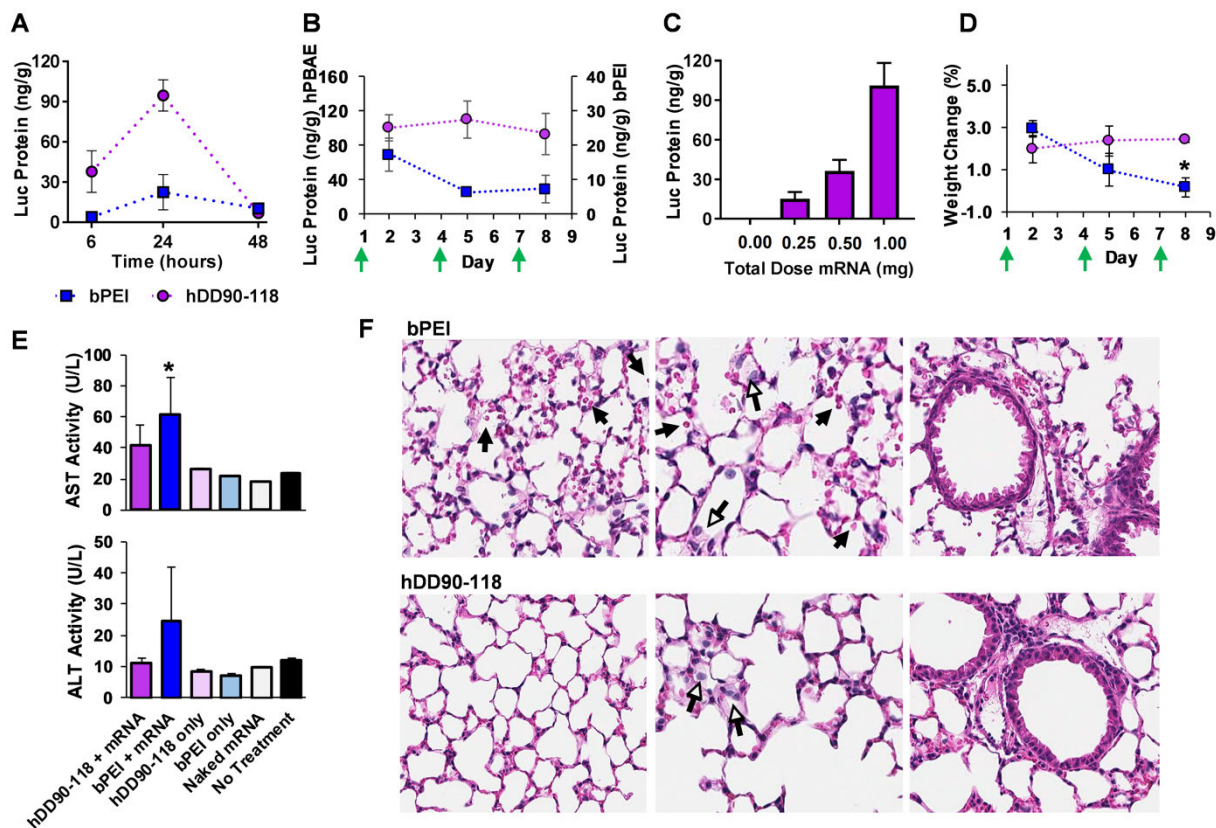 A
Luc Protein (ng/g)
120
90
60
30
0
6
24
48
Time (hours)
bPEI
hDD90-118
B
Luc Protein (ng/g) hPBAE
160
120
80
40
0
40
30
20
10
0
Luc Protein (ng/g) bPEI
1 2 3 4 5 6 7 8 9
Day
C
Luc Protein (ng/g)
120
90
60
30
0
0.00 0.25 0.50 1.00
Total Dose mRNA (mg)
D
Weight Change (%)
5.0
3.0
1.0
-1.0
*
1 2 3 4 5 6 7 8 9
Day
E
AST Activity (U/L)
100
80
60
40
20
0
*
ALT Activity (U/L)
50
40
30
20
10
0
hDD90-118 + mRNA
bPEI + mRNA
hDD90-118 only
bPEI only
Naked mRNA
No Treatment
F
bPEI
hDD90-118